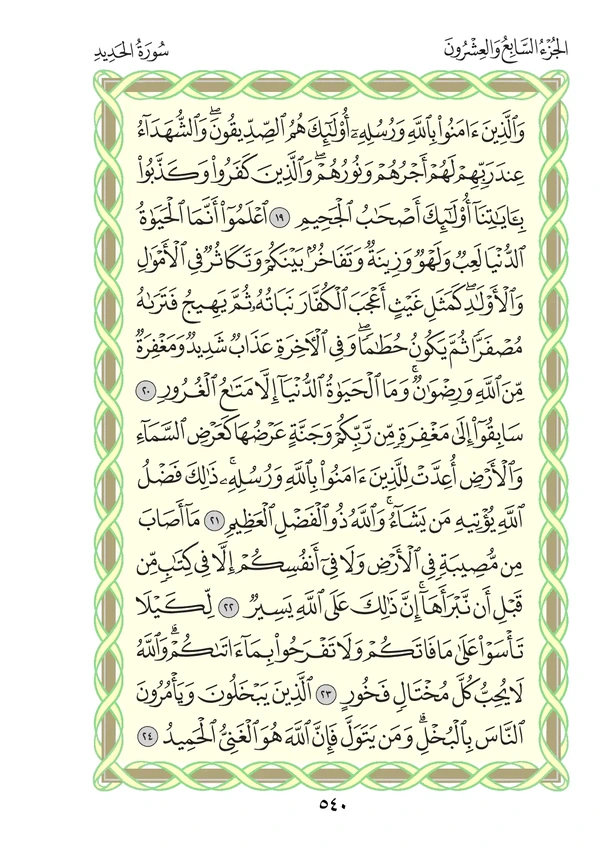 الجُزْءُ السَّابِعُ وَالعِشْرُونَ
سُورَةُ الحَدِيدِ
وَٱلَّذِينَ ءَامَنُواْ بِٱللَّهِ وَرُسُلِهِۦٓ أُوْلَٰٓئِكَ هُمُ ٱلصِّدِّيقُونَۖ وَٱلشُّهَدَآءُ
عِندَ رَبِّهِمۡ لَهُمۡ أَجۡرُهُمۡ وَنُورُهُمۡۖ وَٱلَّذِينَ كَفَرُواْ وَكَذَّبُواْ
بِـَٔايَٰتِنَآ أُوْلَٰٓئِكَ أَصۡحَٰبُ ٱلۡجَحِيمِ ١٩ ٱعۡلَمُوٓاْ أَنَّمَا ٱلۡحَيَوٰةُ
ٱلدُّنۡيَا لَعِبٞ وَلَهۡوٞ وَزِينَةٞ وَتَفَاخُرُۢ بَيۡنَكُمۡ وَتَكَاثُرٞ فِي ٱلۡأَمۡوَٰلِ
وَٱلۡأَوۡلَٰدِۖ كَمَثَلِ غَيۡثٍ أَعۡجَبَ ٱلۡكُفَّارَ نَبَاتُهُۥ ثُمَّ يَهِيجُ فَتَرَىٰهُ
مُصۡفَرّٗا ثُمَّ يَكُونُ حُطَٰمٗاۖ وَفِي ٱلۡأٓخِرَةِ عَذَابٞ شَدِيدٞ وَمَغۡفِرَةٞ
مِّنَ ٱللَّهِ وَرِضۡوَٰنٞۚ وَمَا ٱلۡحَيَوٰةُ ٱلدُّنۡيَآ إِلَّا مَتَٰعُ ٱلۡغُرُورِ ٢٠
سَابِقُوٓاْ إِلَىٰ مَغۡفِرَةٖ مِّن رَّبِّكُمۡ وَجَنَّةٍ عَرۡضُهَا كَعَرۡضِ ٱلسَّمَآءِ
وَٱلۡأَرۡضِ أُعِدَّتۡ لِلَّذِينَ ءَامَنُواْ بِٱللَّهِ وَرُسُلِهِۦۚ ذَٰلِكَ فَضۡلُ
ٱللَّهِ يُؤۡتِيهِ مَن يَشَآءُۚ وَٱللَّهُ ذُو ٱلۡفَضۡلِ ٱلۡعَظِيمِ ٢١ مَآ أَصَابَ
مِن مُّصِيبَةٖ فِي ٱلۡأَرۡضِ وَلَا فِيٓ أَنفُسِكُمۡ إِلَّا فِي كِتَٰبٖ مِّن
قَبۡلِ أَن نَّبۡرَأَهَآۚ إِنَّ ذَٰلِكَ عَلَى ٱللَّهِ يَسِيرٞ ٢٢ لِّكَيۡلَا
تَأۡسَوۡاْ عَلَىٰ مَا فَاتَكُمۡ وَلَا تَفۡرَحُواْ بِمَآ ءَاتَىٰكُمۡۗ وَٱللَّهُ
لَا يُحِبُّ كُلَّ مُخۡتَالٖ فَخُورٍ ٢٣ ٱلَّذِينَ يَبۡخَلُونَ وَيَأۡمُرُونَ
ٱلنَّاسَ بِٱلۡبُخۡلِۗ وَمَن يَتَوَلَّ فَإِنَّ ٱللَّهَ هُوَ ٱلۡغَنِيُّ ٱلۡحَمِيدُ ٢٤
٥٤٠